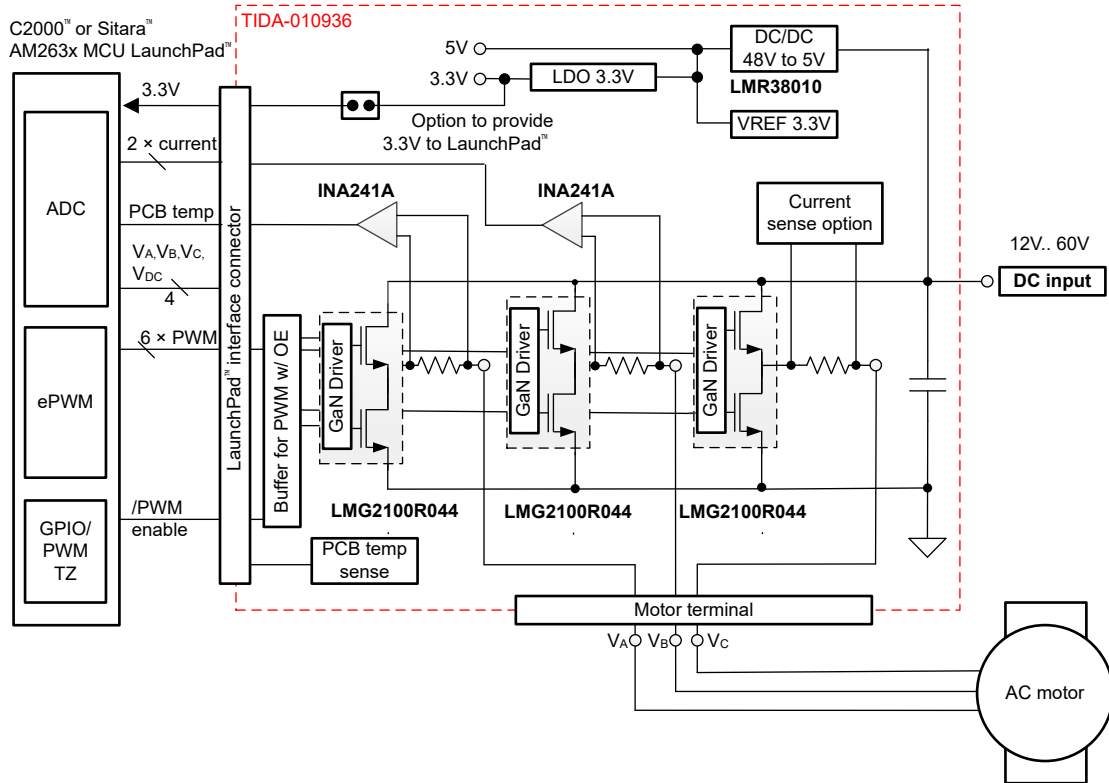 TIDA-010936
C2000™ or Sitara™
AM263x MCU LaunchPad™
5V
3.3V
LDO 3.3V
DC/DC
48V to 5V
LMR38010
VREF 3.3V
3.3V
Option to provide
3.3V to LaunchPad™
2 × current
INA241A
INA241A
ADC
PCB temp
Current
sense option
VA,VB,VC,
VDC
4
12V.. 60V
DC input
6 × PWM
ePWM
LaunchPad™ interface connector
Buffer for PWM w/ OE
GaN Driver
GaN Driver
GaN Driver
LMG2100R044
LMG2100R044
LMG2100R044
/PWM
enable
GPIO/
PWM
TZ
PCB temp
sense
Motor terminal
VA
VB
VC
AC motor